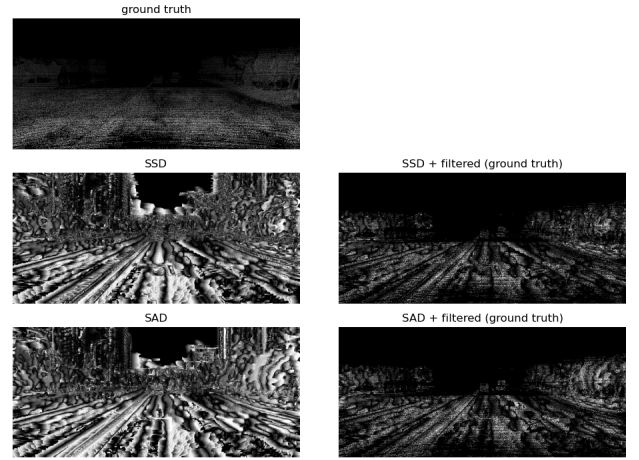 ground truth
SSD
SSD + filtered (ground truth)
SAD
SAD + filtered (ground truth)